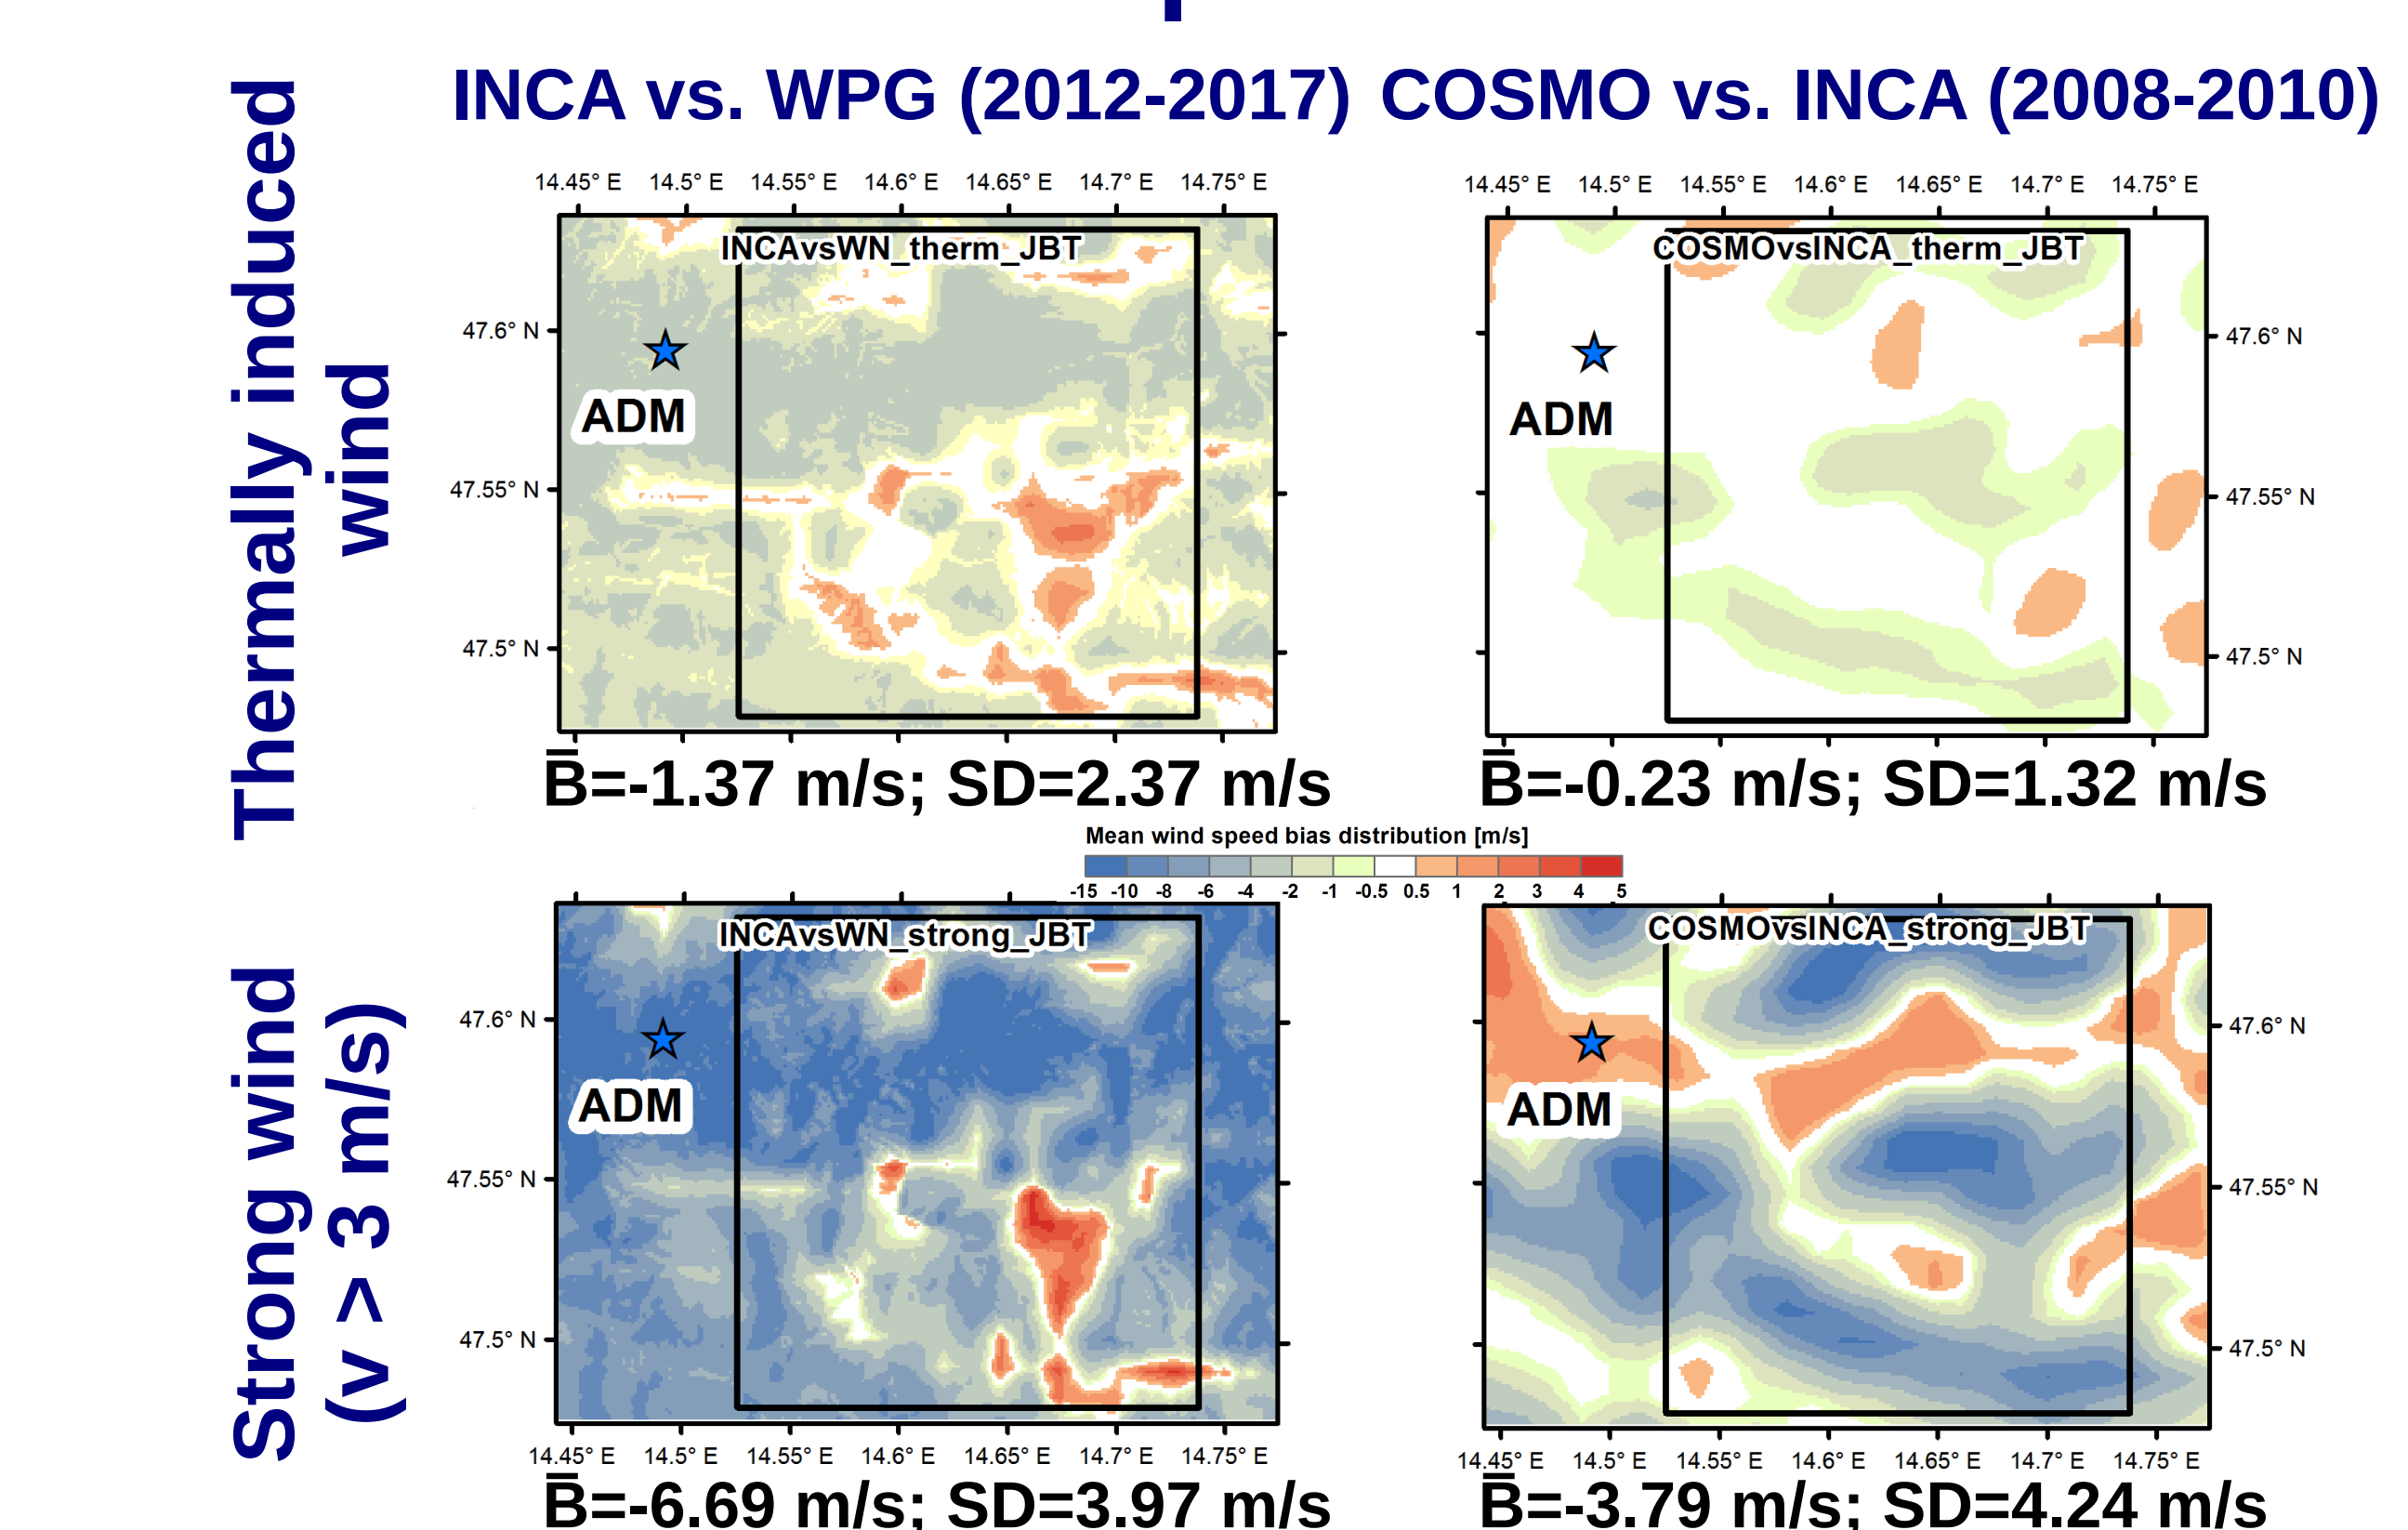 INCA vs. WPG (2012-2017) COSMO vs. INCA (2008-2010)
Thermally induced
wind
14.45° E 14.5° E 14.55° E 14.6° E 14.65° E 14.7° E 14.75° E
INCAvsWN_therm_JBT
47.6° N
47.55° N
47.5° N
ADM
14.45° E 14.5° E 14.55° E 14.6° E 14.65° E 14.7° E 14.75° E
COSMOvsINCA_therm_JBT
ADM
47.6° N
47.55° N
47.5° N
B̅=-1.37 m/s; SD=2.37 m/s
B̅=-0.23 m/s; SD=1.32 m/s
Mean wind speed bias distribution [m/s]
-15 -10 -8 -6 -4 -2 -1 -0.5 0.5 1 2 3 4 5
Strong wind
(v > 3 m/s)
INCAvsWN_strong_JBT
47.6° N
47.55° N
47.5° N
ADM
14.45° E 14.5° E 14.55° E 14.6° E 14.65° E 14.7° E 14.75° E
COSMOvsINCA_strong_JBT
ADM
47.6° N
47.55° N
47.5° N
14.45° E 14.5° E 14.55° E 14.6° E 14.65° E 14.7° E 14.75° E
B̅=-6.69 m/s; SD=3.97 m/s
B̅=-3.79 m/s; SD=4.24 m/s